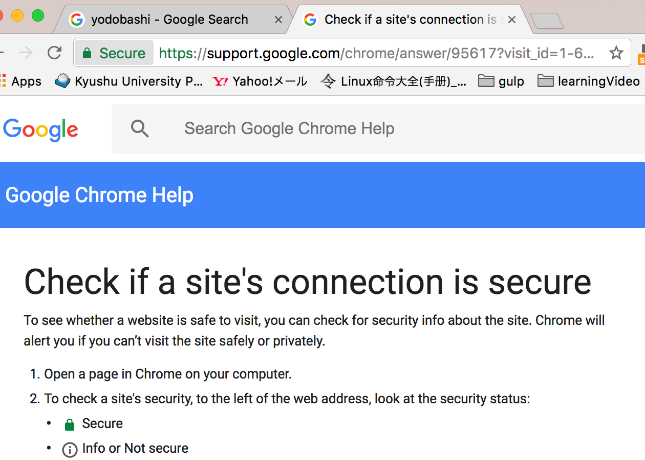 yodobashi - Google Search
Check if a site's connection is
Secure https://support.google.com/chrome/answer/95617?visit_id=1-6...
Apps Kyushu University P... Yahoo!メール Linux命令大全(手册)_... gulp learningVideo
Google Search Google Chrome Help
Google Chrome Help
Check if a site's connection is secure
To see whether a website is safe to visit, you can check for security info about the site. Chrome will
alert you if you can't visit the site safely or privately.
1. Open a page in Chrome on your computer.
2. To check a site's security, to the left of the web address, look at the security status:
• Secure
• Info or Not secure